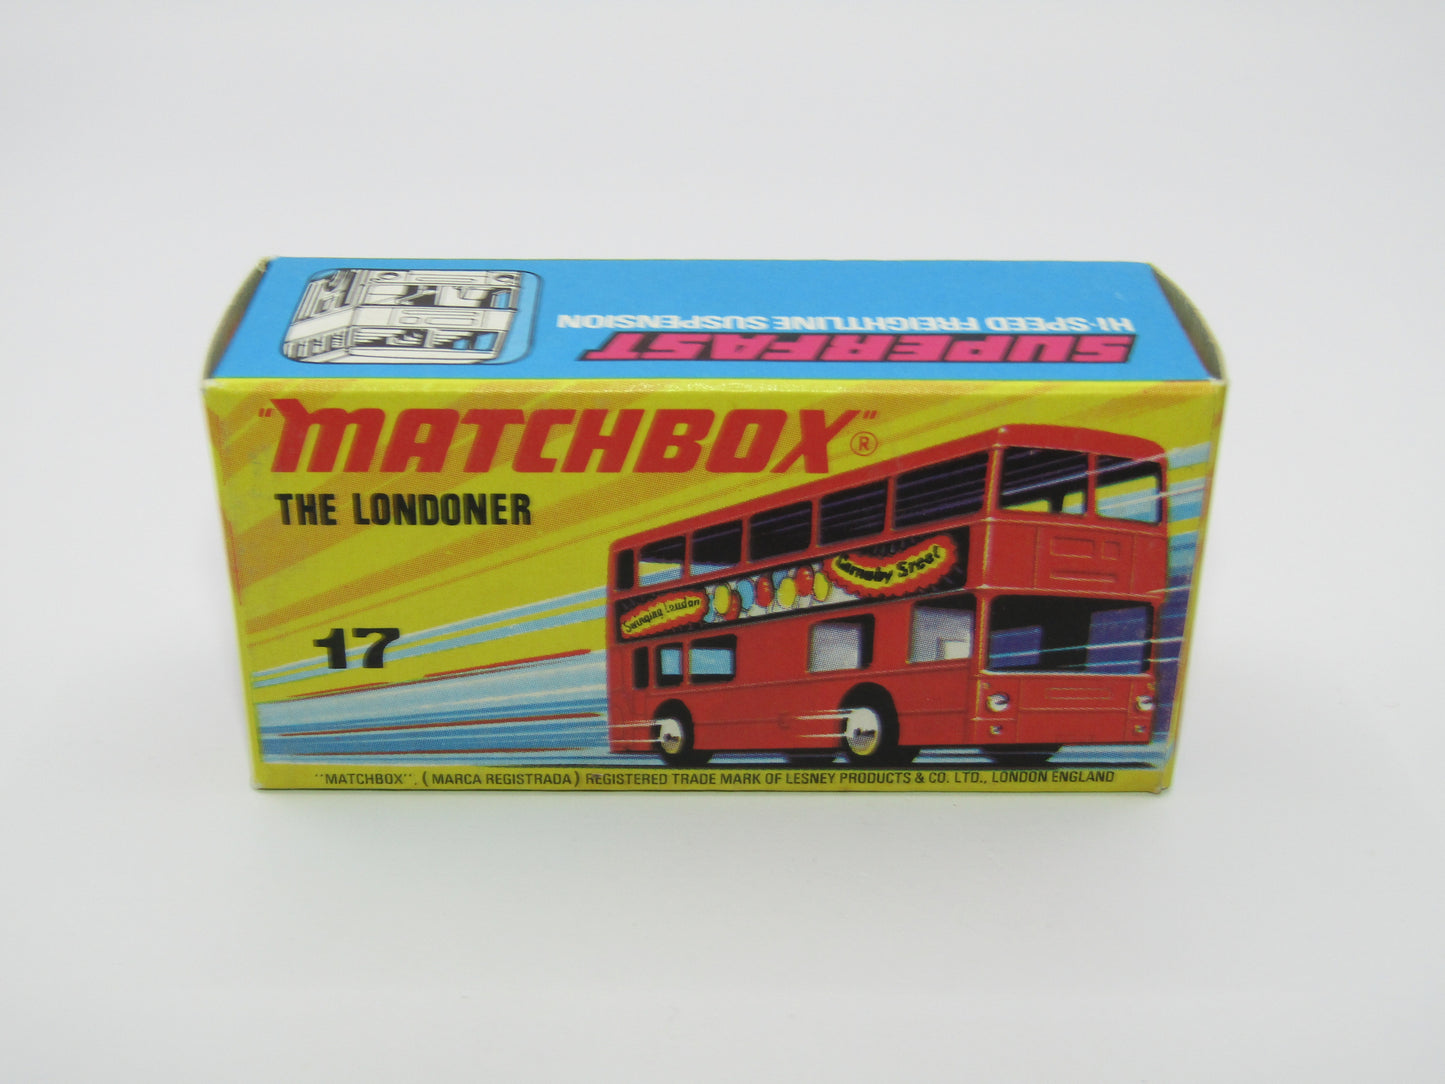 SUPERFAST
HI-SPEED FREIGHTLINE SUSPENSION
"MATCHBOX"®
THE LONDONER
17
Swinging London
Carnaby Street
"MATCHBOX". (MARCA REGISTRADA) REGISTERED TRADE MARK OF LESNEY PRODUCTS & CO. LTD., LONDON ENGLAND